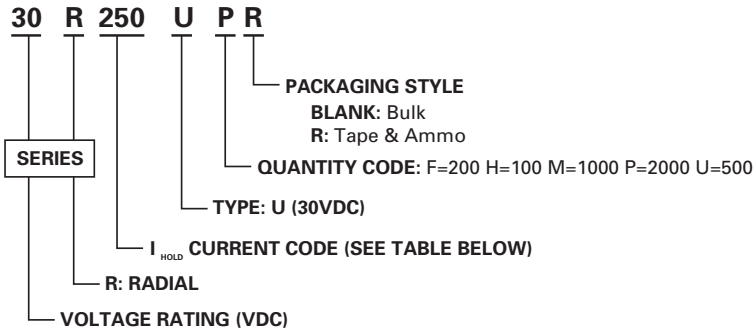 30 R 250 U P R
PACKAGING STYLE
BLANK: Bulk
R: Tape & Ammo
SERIES
QUANTITY CODE: F=200 H=100 M=1000 P=2000 U=500
TYPE: U (30VDC)
I HOLD CURRENT CODE (SEE TABLE BELOW)
R: RADIAL
VOLTAGE RATING (VDC)